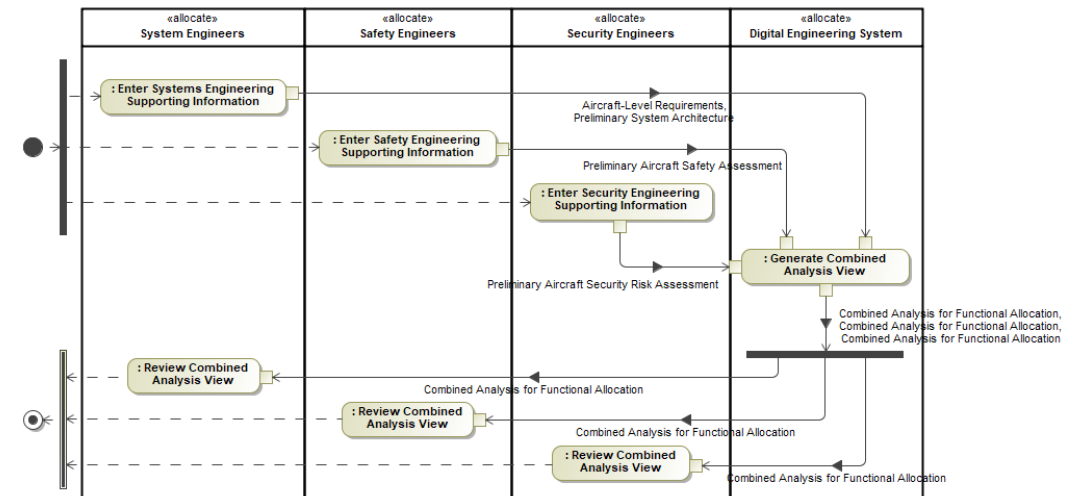 «allocate»
System Engineers
«allocate»
Safety Engineers
«allocate»
Security Engineers
«allocate»
Digital Engineering System
: Enter Systems Engineering
Supporting Information
Aircraft-Level Requirements,
Preliminary System Architecture
: Enter Safety Engineering
Supporting Information
Preliminary Aircraft Safety Assessment
: Enter Security Engineering
Supporting Information
: Generate Combined
Analysis View
Preliminary Aircraft Security Risk Assessment
Combined Analysis for Functional Allocation,
Combined Analysis for Functional Allocation,
Combined Analysis for Functional Allocation
: Review Combined
Analysis View
Combined Analysis for Functional Allocation
: Review Combined
Analysis View
Combined Analysis for Functional Allocation
: Review Combined
Analysis View
Combined Analysis for Functional Allocation